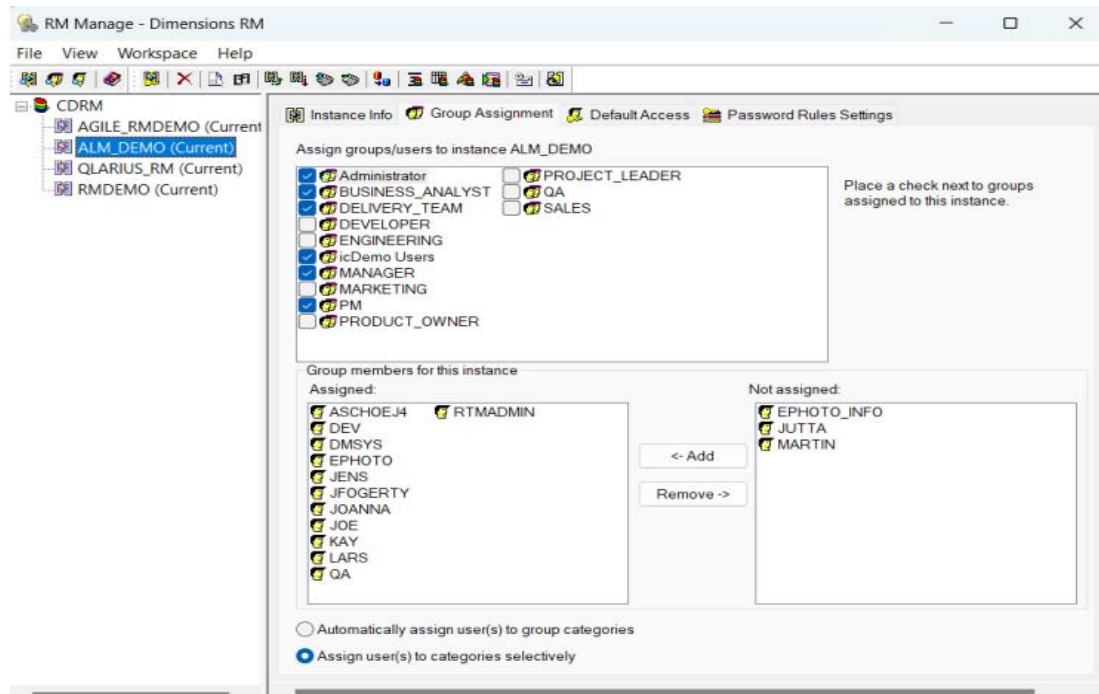 RM Manage - Dimensions RM
File View Workspace Help
CDRM
AGILE_RMDEMO (Current
ALM_DEMO (Current)
QLARIUS_RM (Current)
RMDEMO (Current)
Instance Info Group Assignment Default Access Password Rules Settings
Assign groups/users to instance ALM_DEMO
Administrator PROJECT_LEADER
BUSINESS_ANALYST QA
DELIVERY_TEAM SALES
DEVELOPER
ENGINEERING
icDemo Users
MANAGER
MARKETING
PM
PRODUCT_OWNER
Place a check next to groups
assigned to this instance.
Group members for this instance
Assigned:
ASCHOEJ4 RTMADMIN
DEV
DMSYS
EPHOTO
JENS
JFOGERTY
JOANNA
JOE
KAY
LARS
QA
<- Add
Remove ->
Not assigned:
EPHOTO_INFO
JUTTA
MARTIN
Automatically assign user(s) to group categories
Assign user(s) to categories selectively